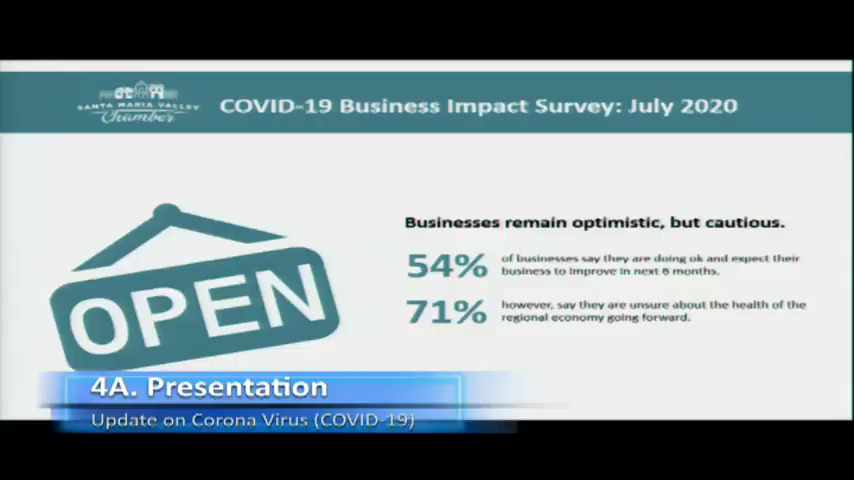 SANTA MARIA VALLEY
Chamber
COVID-19 Business Impact Survey: July 2020
OPEN
Businesses remain optimistic, but cautious.
54% of businesses say they are doing ok and expect their
business to improve in next 6 months.
71% however, say they are unsure about the health of the
regional economy going forward.
4A. Presentation
Update on Corona Virus (COVID-19)